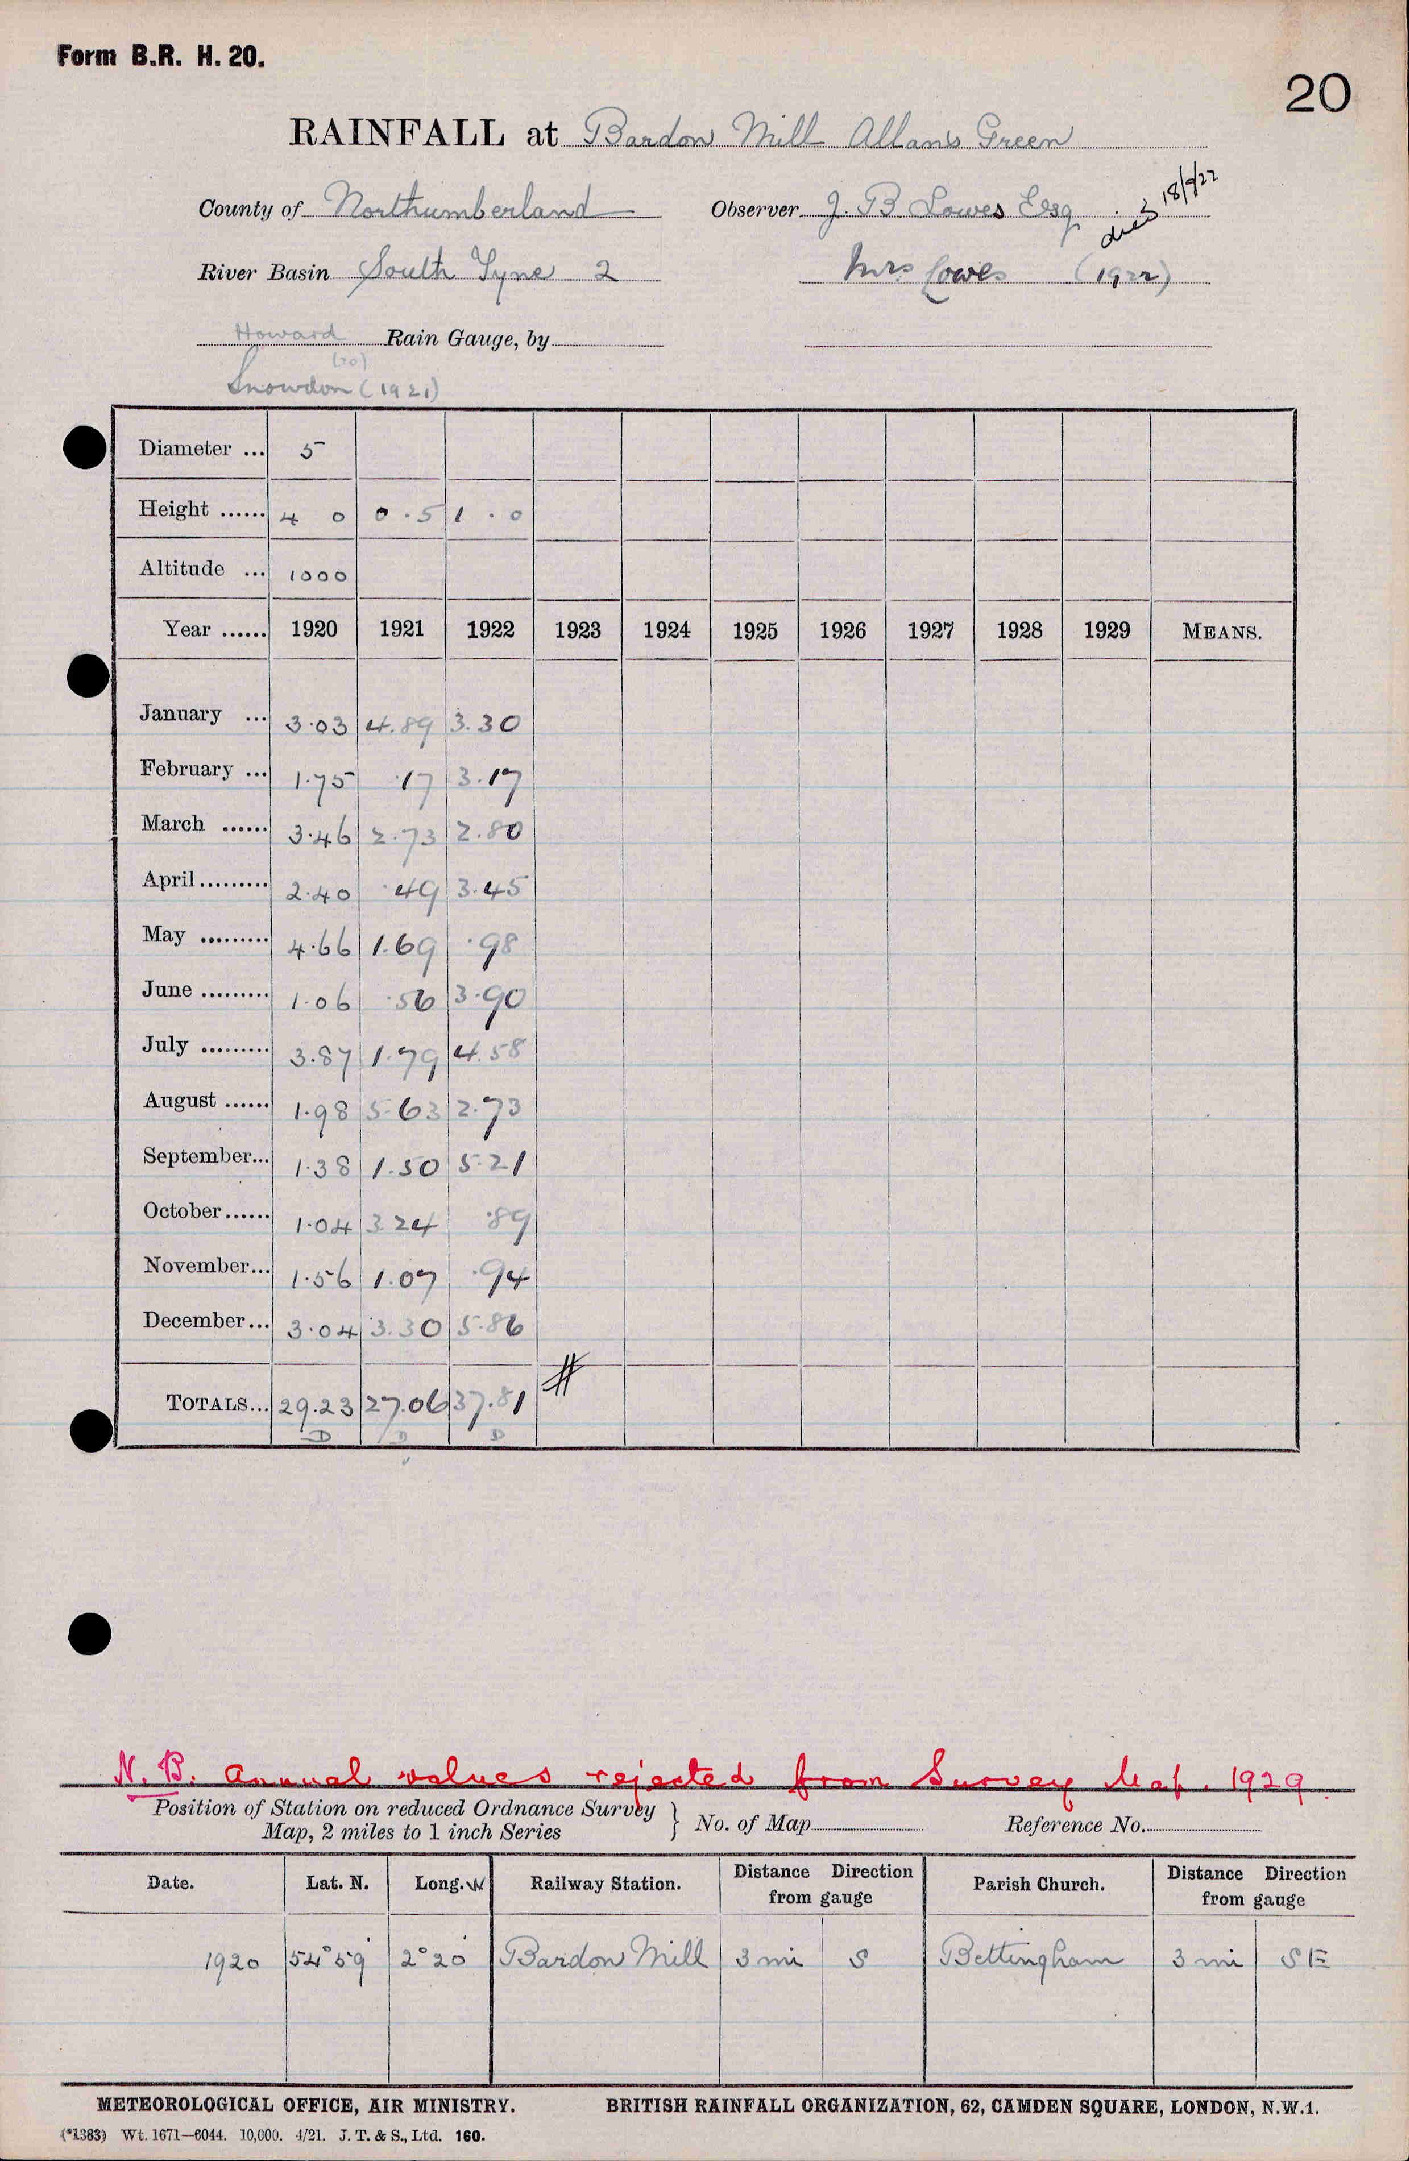 Form B.R. H. 20.
20
RAINFALL at Bardon Mill Allans Green
County of Northumberland Observer J. B Lowes Esq died 18/9/22
River Basin South Tyne 2 Mrs Lowes (1922)
Howard Rain Gauge, by
(20)
Snowdon (1921)
Diameter ... 5
Height ...... 4 0 0.5 1.0
Altitude ... 1000
Year ...... 1920 1921 1922 1923 1924 1925 1926 1927 1928 1929 MEANS.
January ... 3.03 4.89 3.30
February ... 1.75 .17 3.17
March ...... 3.46 2.73 2.80
April ......... 2.40 .49 3.45
May ......... 4.66 1.69 .98
June ......... 1.06 .56 3.90
July ......... 3.87 1.79 4.58
August ...... 1.98 5.63 2.73
September... 1.38 1.50 5.21
October...... 1.04 3.24 .89
November... 1.56 1.07 .94
December... 3.04 3.30 5.86
TOTALS... 29.23 27.06 37.81 #
D D D
N. B. Annual values rejected from Survey Map. 1929.
Position of Station on reduced Ordnance Survey
Map, 2 miles to 1 inch Series } No. of Map Reference No.
Date. Lat. N. Long. W Railway Station. Distance Direction from gauge Parish Church. Distance Direction from gauge
1920 54° 59' 2° 20' Bardon Mill 3 mi S Bettingham 3 mi SE
METEOROLOGICAL OFFICE, AIR MINISTRY. BRITISH RAINFALL ORGANIZATION, 62, CAMDEN SQUARE, LONDON, N.W.1.
(*1383) Wt. 1671—6044. 10,000. 4/21. J. T. & S., Ltd. 160.